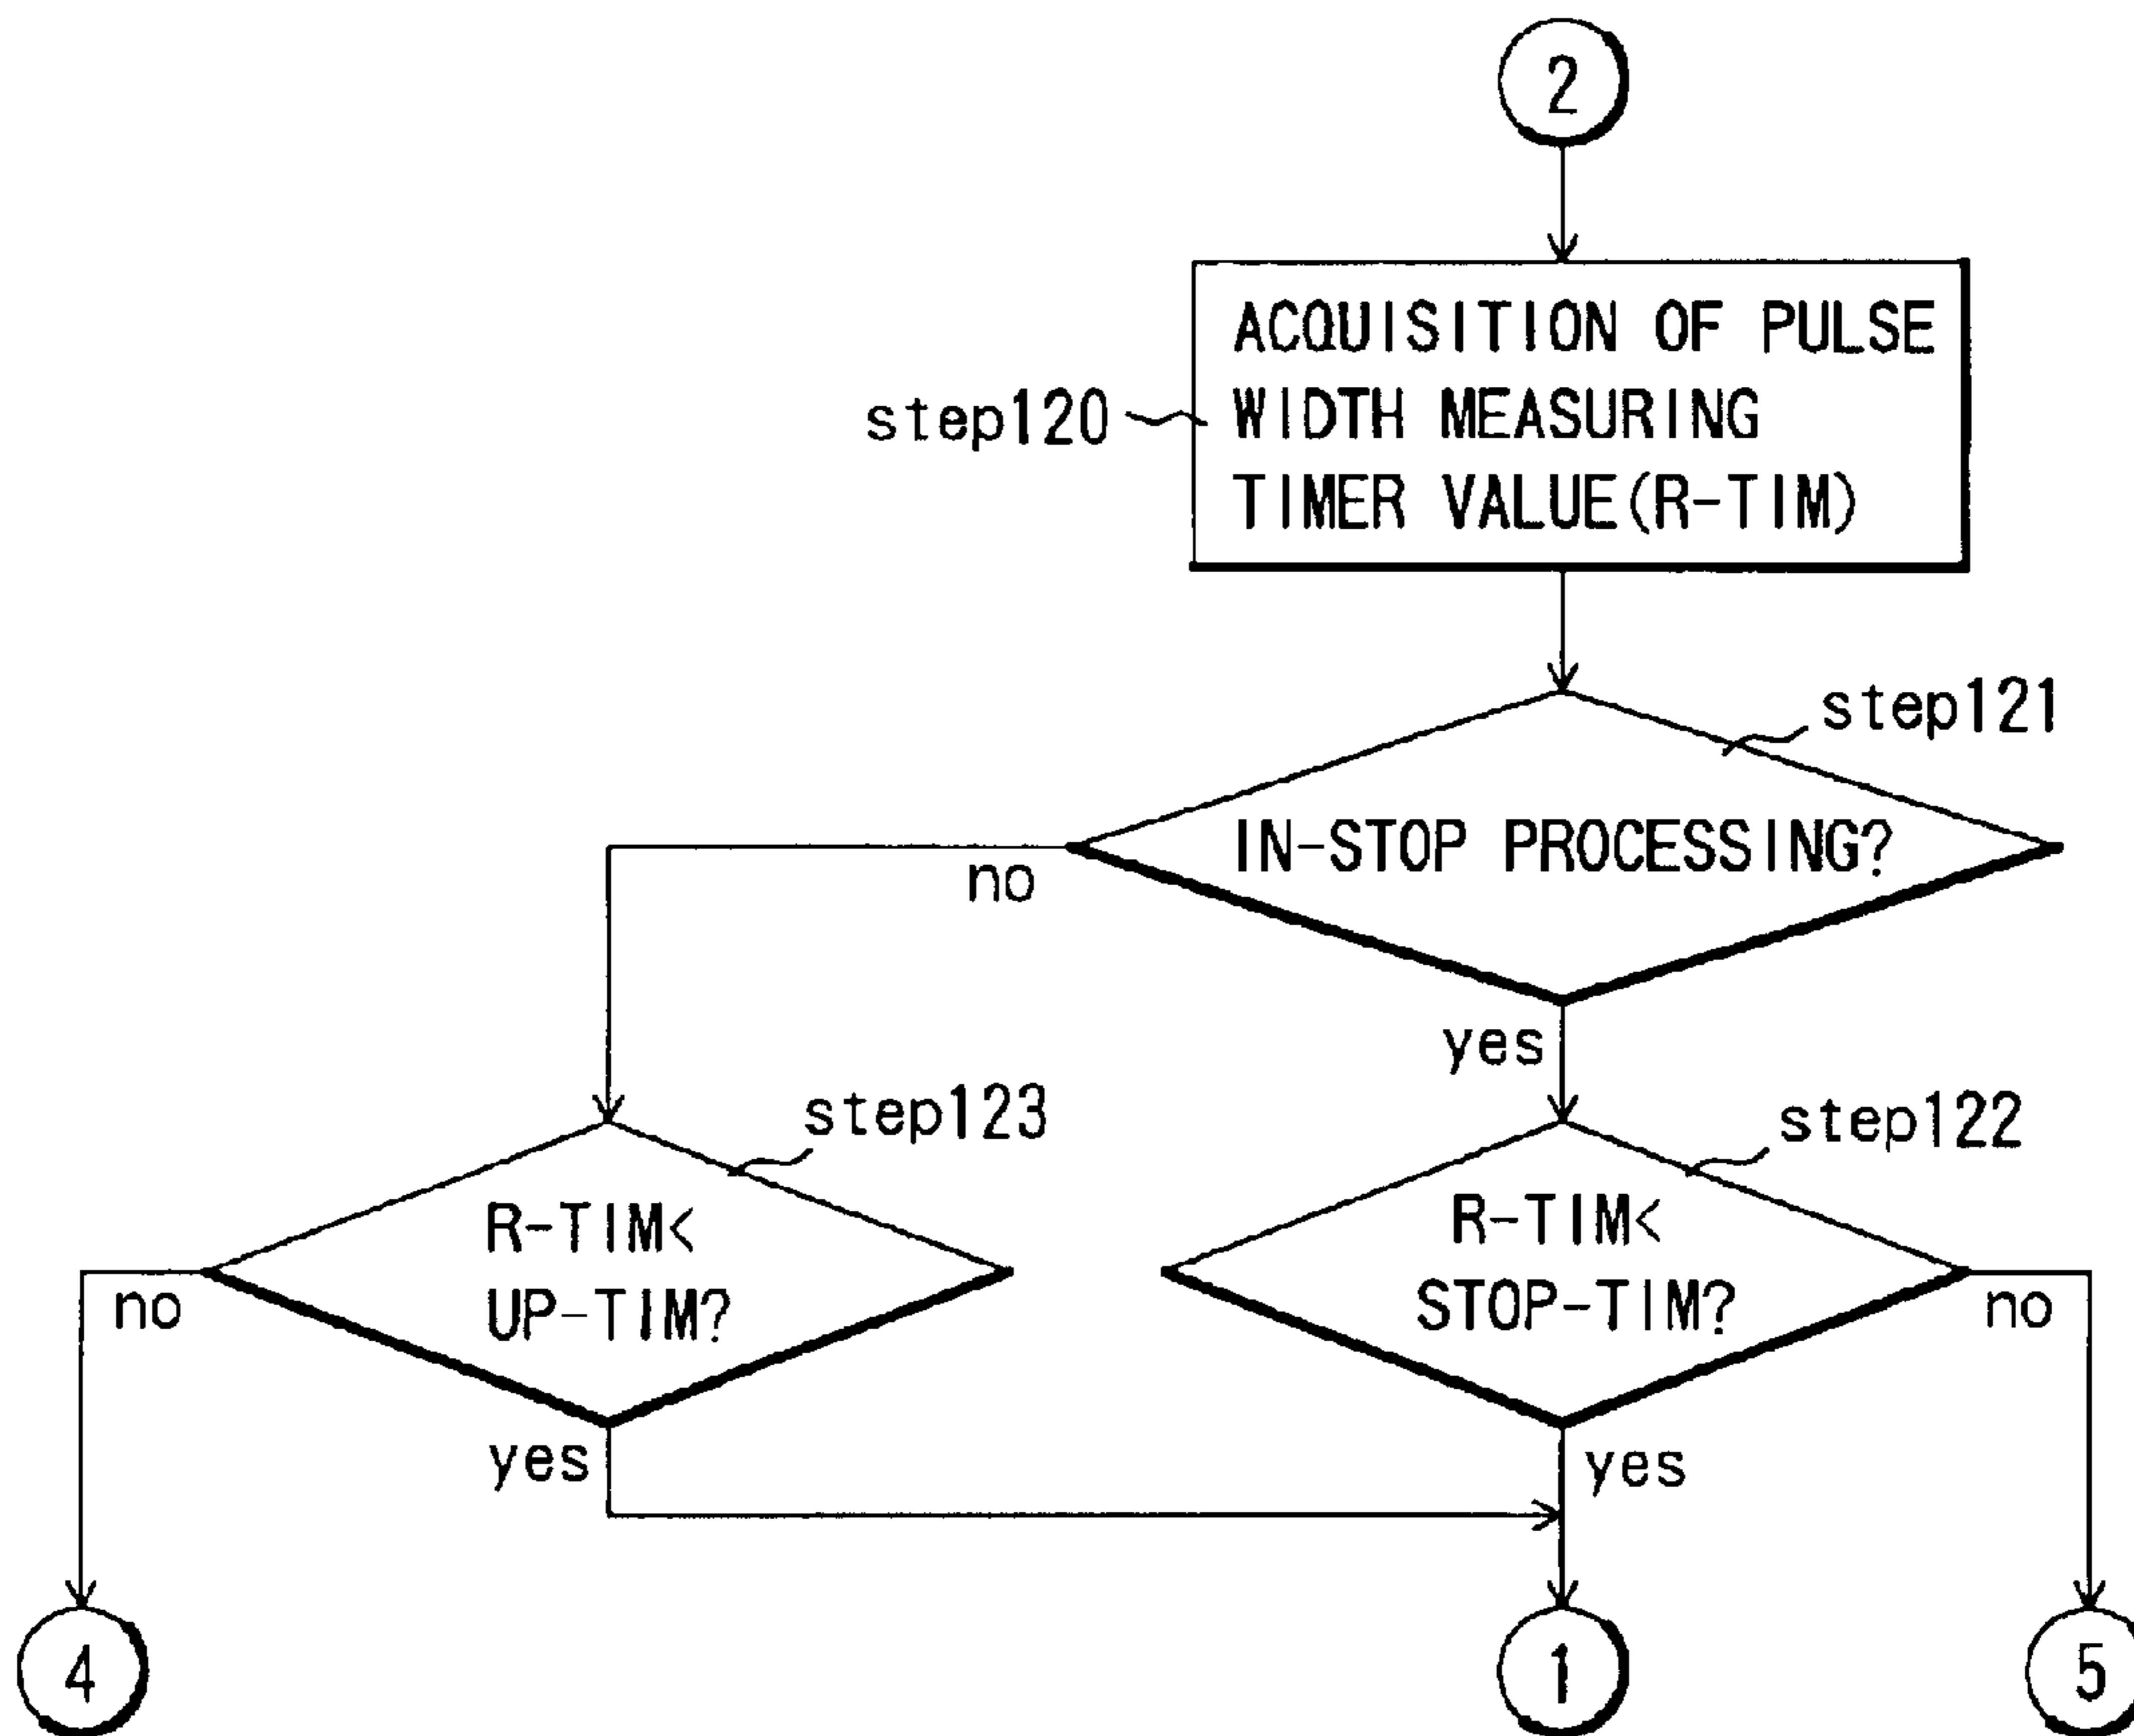 2
ACQUISITION OF PULSE
step120
WIDTH MEASURING
TIMER VALUE(R-TIM)
step121
IN-STOP PROCESSING?
no
yes
step123
step122
R-TIM<
UP-TIM?
R-TIM<
STOP-TIM?
no
no
yes
yes
4
1
5